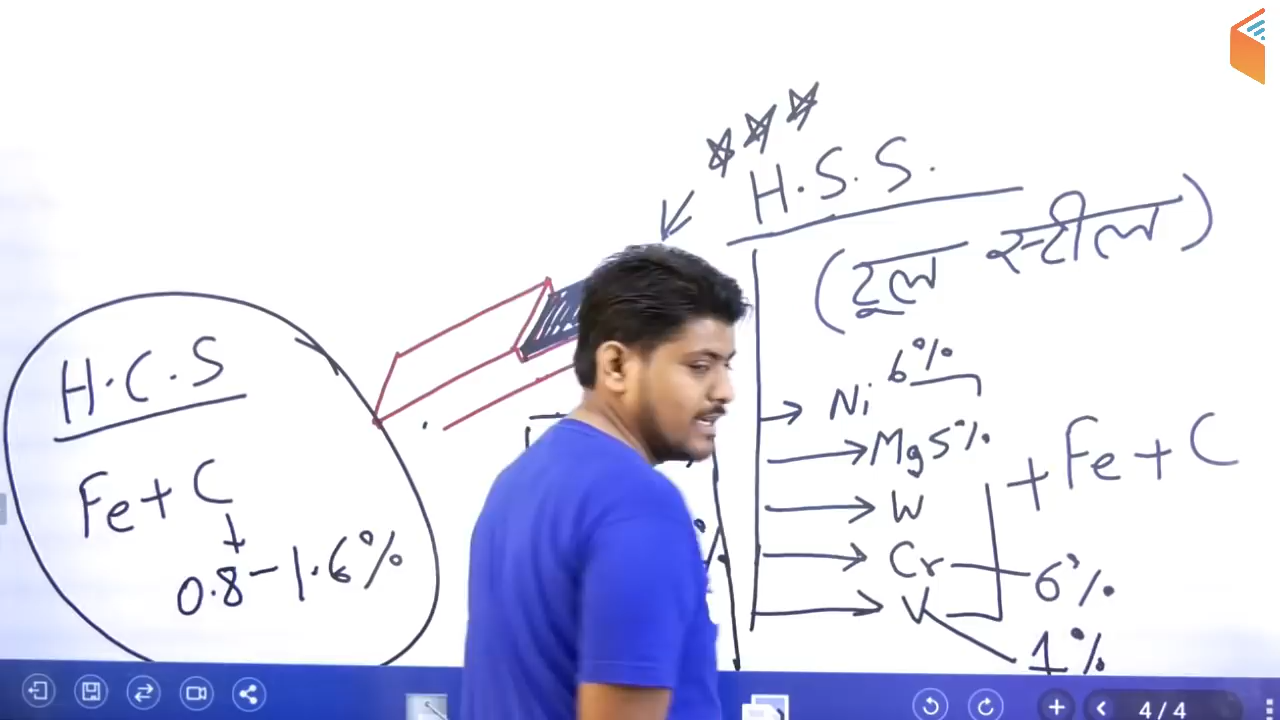 H.S.S.
(टूल स्टील)
H.C.S
Fe + C
0.8 - 1.6%
Ni 6%
Mg 5%
W
Cr 6%
V 1%
+ Fe + C
4 / 4